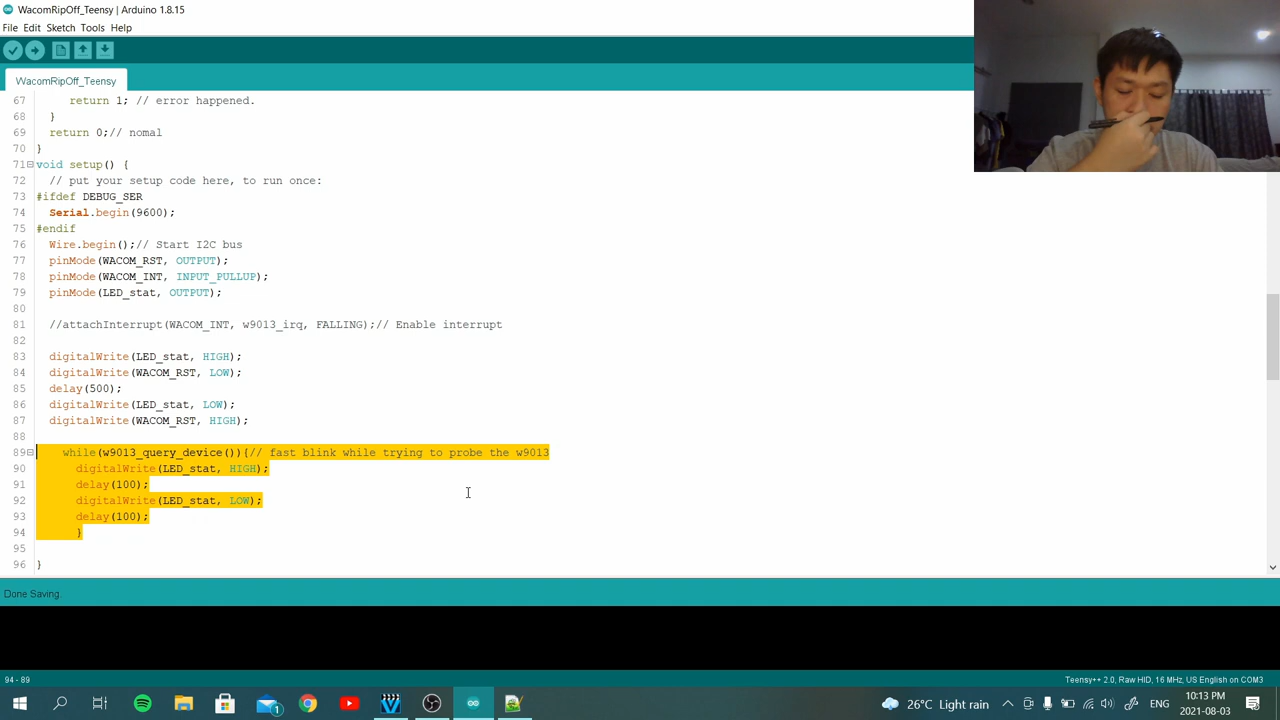 WacomRipOff_Teensy | Arduino 1.8.15
File Edit Sketch Tools Help
WacomRipOff_Teensy
67 return 1; // error happened.
68 }
69 return 0;// nomal
70 }
71 void setup() {
72 // put your setup code here, to run once:
73 #ifdef DEBUG_SER
74 Serial.begin(9600);
75 #endif
76 Wire.begin();// Start I2C bus
77 pinMode(WACOM_RST, OUTPUT);
78 pinMode(WACOM_INT, INPUT_PULLUP);
79 pinMode(LED_stat, OUTPUT);
80
81 //attachInterrupt(WACOM_INT, w9013_irq, FALLING);// Enable interrupt
82
83 digitalWrite(LED_stat, HIGH);
84 digitalWrite(WACOM_RST, LOW);
85 delay(500);
86 digitalWrite(LED_stat, LOW);
87 digitalWrite(WACOM_RST, HIGH);
88
89 while(w9013_query_device()){// fast blink while trying to probe the w9013
90 digitalWrite(LED_stat, HIGH);
91 delay(100);
92 digitalWrite(LED_stat, LOW);
93 delay(100);
94 }
95
96 }
Done Saving.
94 - 89
Teensy++ 2.0, Raw HID, 16 MHz, US English on COM3
1
26°C Light rain
ENG
10:13 PM
2021-08-03